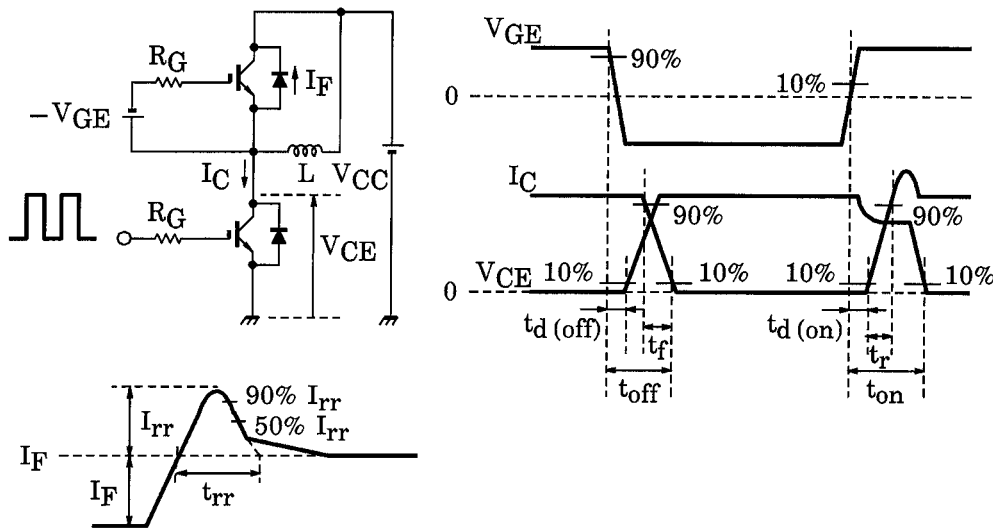 R_G
I_F
−V_GE
I_C
L
V_CC
R_G
V_CE
V_GE
90%
10%
0
I_C
90%
90%
V_CE
10%
10%
10%
10%
0
t_d (off)
t_f
t_d (on)
t_r
t_off
t_on
90% I_rr
50% I_rr
I_rr
I_F
t_rr
I_F